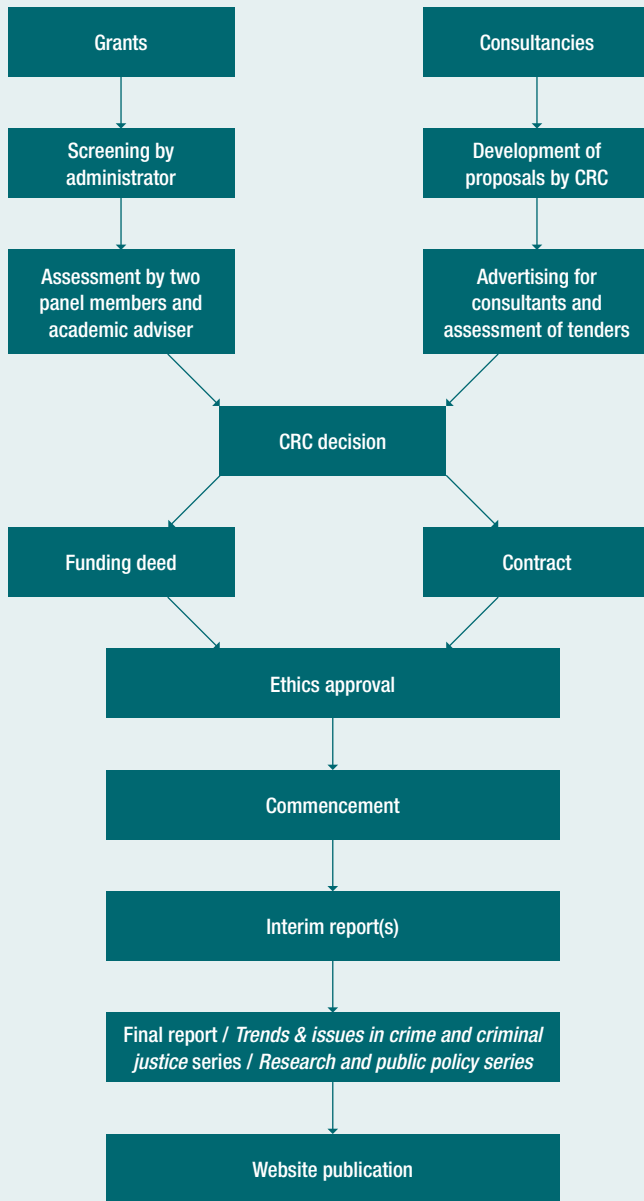 Grants
Consultancies
Screening by
administrator
Development of
proposals by CRC
Assessment by two
panel members and
academic adviser
Advertising for
consultants and
assessment of tenders
CRC decision
Funding deed
Contract
Ethics approval
Commencement
Interim report(s)
Final report / Trends & issues in crime and criminal
justice series / Research and public policy series
Website publication